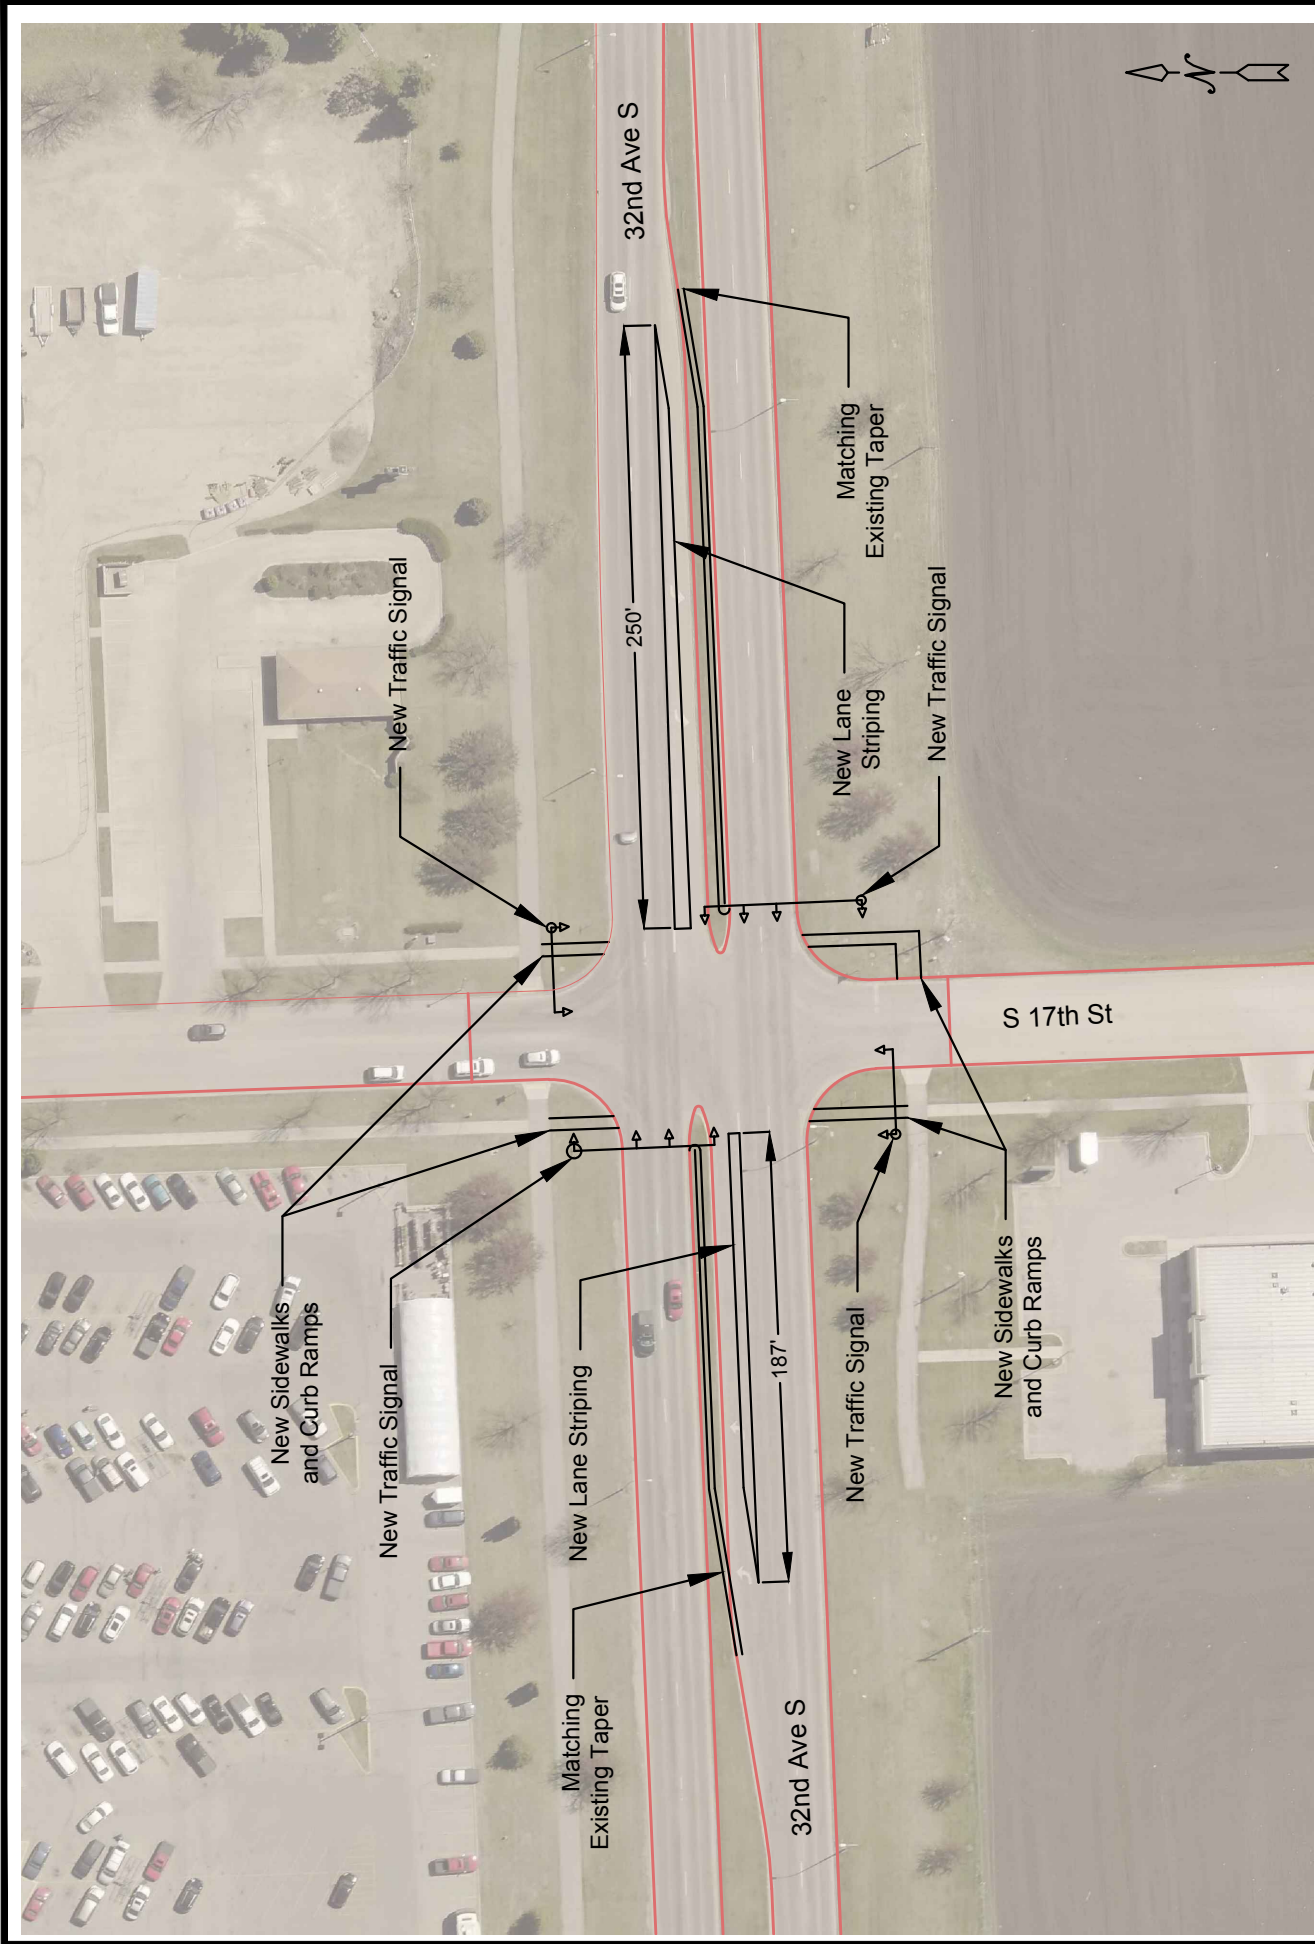 32nd Ave S
250'
Matching
Existing Taper
New Traffic Signal
New Lane
Striping
New Traffic Signal
S 17th St
New Sidewalks
and Curb Ramps
New Traffic Signal
New Lane Striping
187'
New Traffic Signal
New Sidewalks
and Curb Ramps
Matching
Existing Taper
32nd Ave S
N